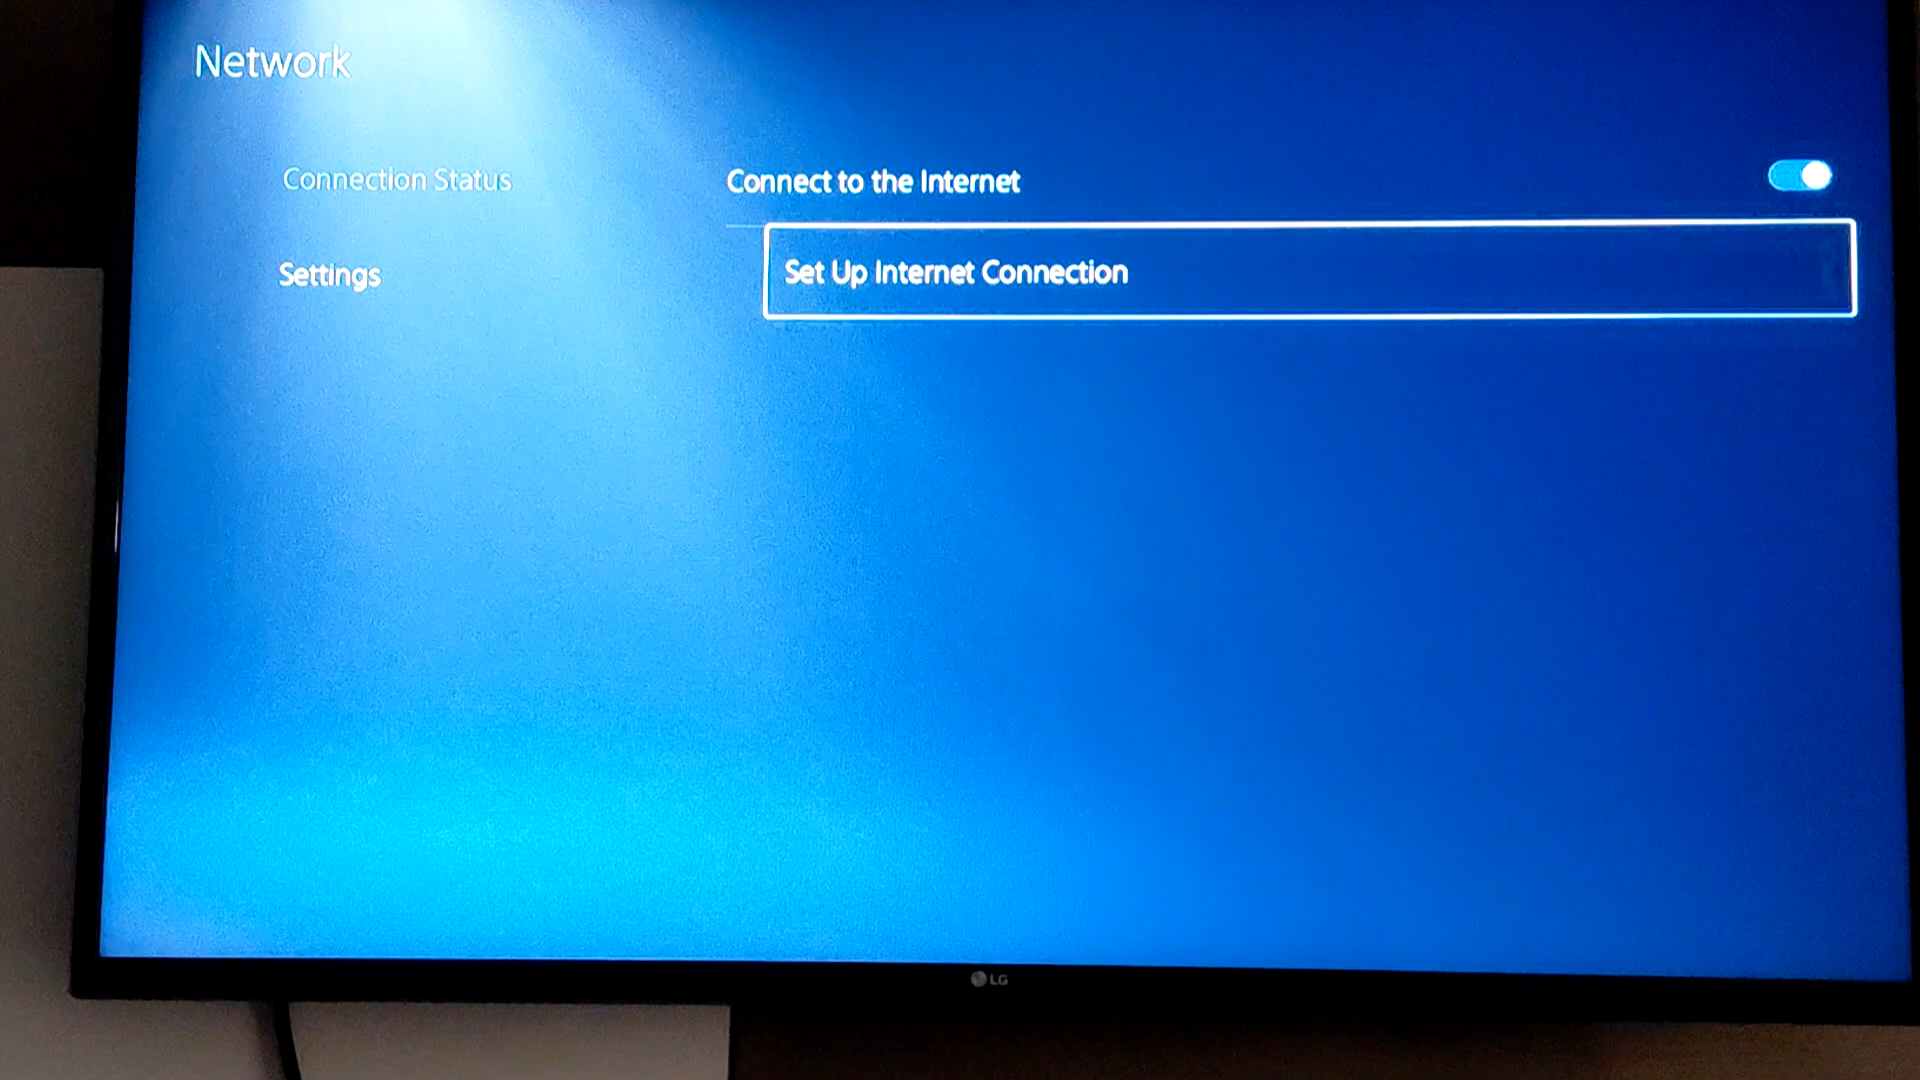 Network
Connection Status
Settings
Connect to the Internet
Set Up Internet Connection
LG